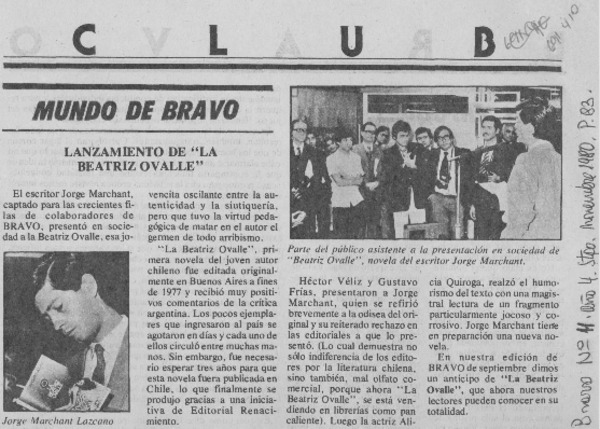 CLUB
MUNDO DE BRAVO
LANZAMIENTO DE “LA
BEATRIZ OVALLE”
El escritor Jorge Marchant,
captado para las crecientes fi-
las de colaboradores de
BRAVO, presentó en socie-
dad a la Beatriz Ovalle, esa jo-
Jorge Marchant Lazcano
vencita oscilante entre la au-
tenticidad y la siutiquería,
pero que tuvo la virtud peda-
gógica de matar en el autor el
germen de todo arribismo.
“La Beatriz Ovalle”, pri-
mera novela del joven autor
chileno fue editada original-
mente en Buenos Aires a fines
de 1977 y recibió muy positi-
vos comentarios de la crítica
argentina. Los pocos ejempla-
res que ingresaron al país se
agotaron en días y cada uno de
ellos circuló entre muchas ma-
nos. Sin embargo, fue nece-
sario esperar tres años para que
esta novela fuera publicada en
Chile, lo que finalmente se
produjo gracias a una inicia-
tiva de Editorial Renaci-
miento.
Parte del público asistente a la presentación en sociedad de
“Beatriz Ovalle”, novela del escritor Jorge Marchant.
Héctor Véliz y Gustavo
Frías, presentaron a Jorge
Marchant, quien se refirió
brevemente a la odisea del ori-
ginal y su reiterado rechazo en
las editoriales a que lo pre-
sentó. (Lo cual demuestra no
sólo indiferencia de los edito-
res por la literatura chilena,
sino también, mal olfato co-
mercial, porque ahora “La
Beatriz Ovalle”, se está ven-
diendo en librerías como pan
caliente). Luego la actriz Ali-
cia Quiroga, realzó el humo-
rismo del texto con una magis-
tral lectura de un fragmento
particularmente jocoso y co-
rrosivo. Jorge Marchant tiene
en preparación una nueva no-
vela.
En nuestra edición de
BRAVO de septiembre dimos
un anticipo de “La Beatriz
Ovalle”, que ahora nuestros
lectores pueden conocer en su
totalidad.
Bravo Nº 41 año 4. Stgo. noviembre 1980, P. 83.